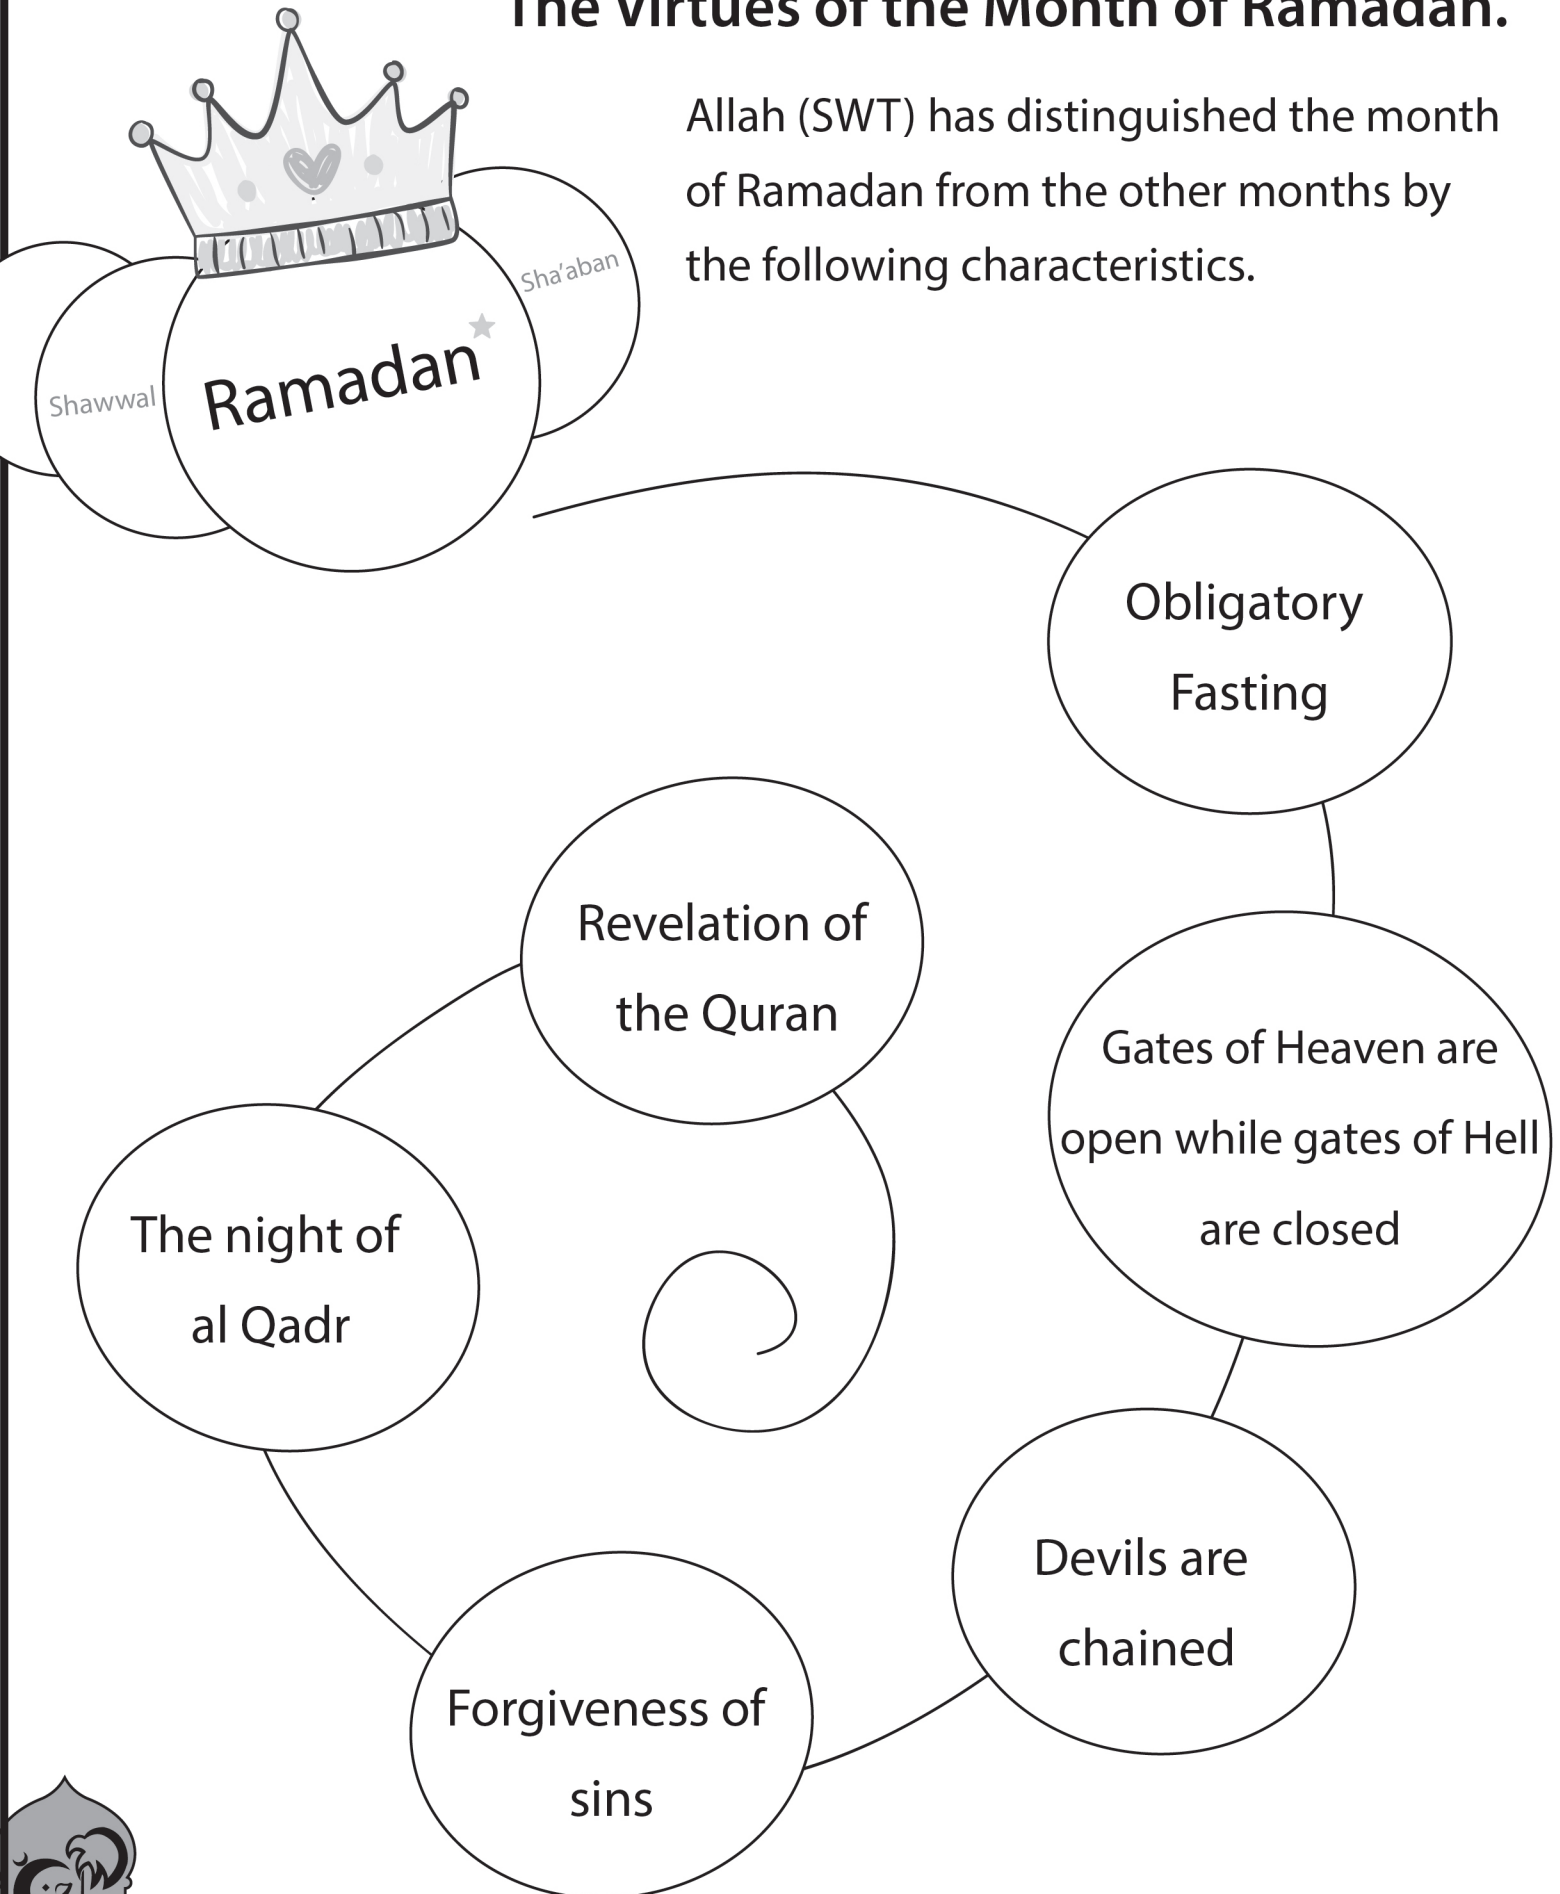 The Virtues of the Month of Ramadan.
Allah (SWT) has distinguished the month
of Ramadan from the other months by
the following characteristics.
Sha'aban
Ramadan
Shawwal
Obligatory
Fasting
Gates of Heaven are
open while gates of Hell
are closed
Devils are
chained
Forgiveness of
sins
The night of
al Qadr
Revelation of
the Quran